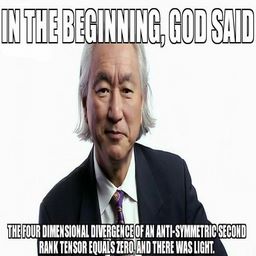 IN THE BEGINNING, GOD SAID
THE FOUR DIMENSIONAL DIVERGENCE OF AN ANTI-SYMMETRIC SECOND
RANK TENSOR EQUALS ZERO, AND THERE WAS LIGHT.